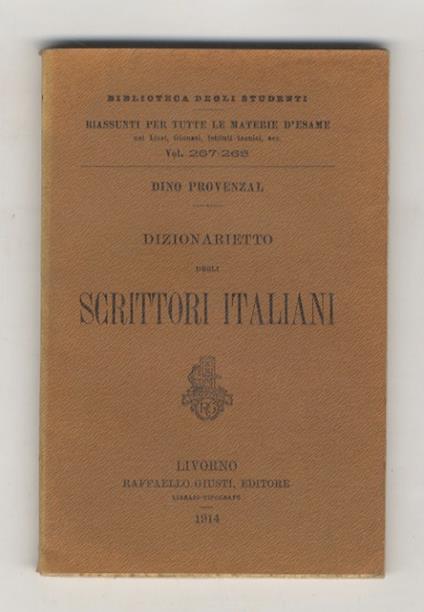 BIBLIOTECA DEGLI STUDENTI
RIASSUNTI PER TUTTE LE MATERIE D'ESAME
nei Licei, Ginnasi, Istituti tecnici, ecc.
Vol. 267-268
DINO PROVENZAL
DIZIONARIETTO
DEGLI
SCRITTORI ITALIANI
RG
LIVORNO
RAFFAELLO GIUSTI, EDITORE
LIBRAIO-TIPOGRAFO
1914